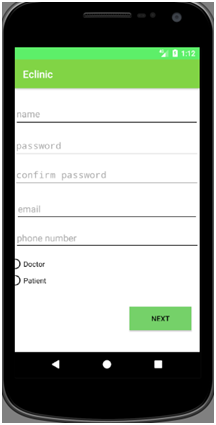 1:12
Eclinic
name
password
confirm password
email
phone number
Doctor
Patient
NEXT